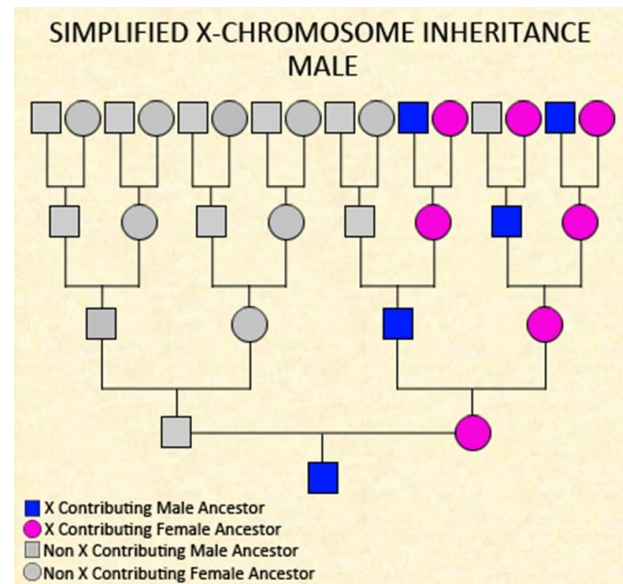 SIMPLIFIED X-CHROMOSOME INHERITANCE
MALE
X Contributing Male Ancestor
X Contributing Female Ancestor
Non X Contributing Male Ancestor
Non X Contributing Female Ancestor